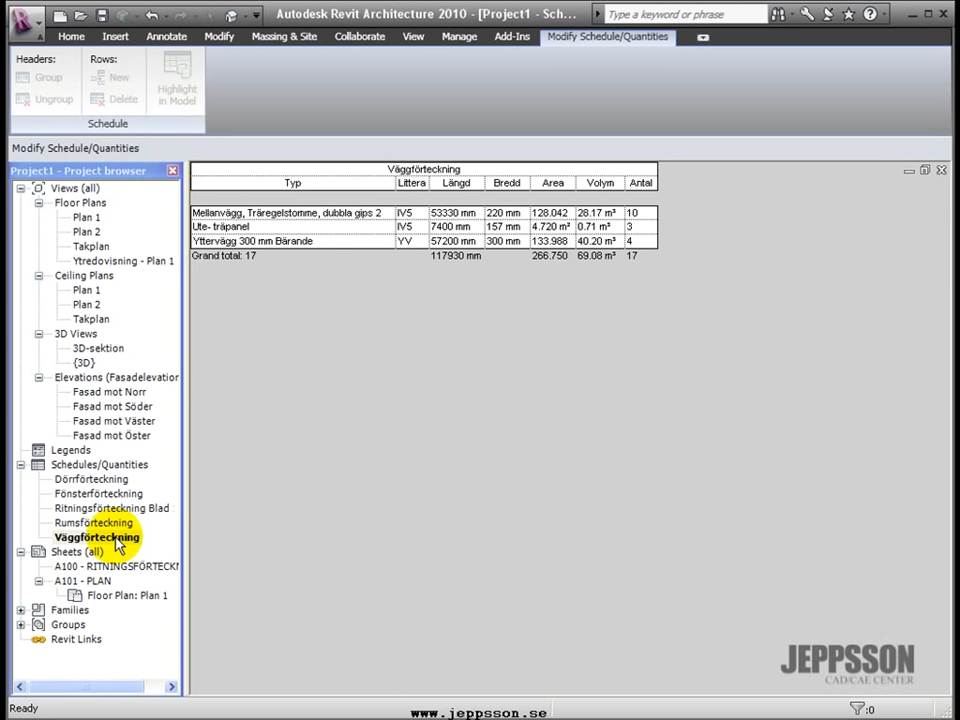 Autodesk Revit Architecture 2010 - [Project1 - Sch...
Type a keyword or phrase
Home Insert Annotate Modify Massing & Site Collaborate View Manage Add-Ins Modify Schedule/Quantities
Headers: Rows:
Group New
Ungroup Delete
Highlight in Model
Schedule
Modify Schedule/Quantities
Project1 - Project browser
Views (all)
Floor Plans
Plan 1
Plan 2
Takplan
Ytredovisning - Plan 1
Ceiling Plans
Plan 1
Plan 2
Takplan
3D Views
3D-sektion
{3D}
Elevations (Fasadelevation
Fasad mot Norr
Fasad mot Söder
Fasad mot Väster
Fasad mot Öster
Legends
Schedules/Quantities
Dörrförteckning
Fönsterförteckning
Ritningsförteckning Blad
Rumsförteckning
Väggförteckning
Sheets (all)
A100 - RITNINGSFÖRTECKN
A101 - PLAN
Floor Plan: Plan 1
Families
Groups
Revit Links
Väggförteckning
Typ Littera Längd Bredd Area Volym Antal
Mellanvägg, Träregelstomme, dubbla gips 2 IV5 53330 mm 220 mm 128.042 28.17 m³ 10
Ute- träpanel IV5 7400 mm 157 mm 4.720 m² 0.71 m³ 3
Yttervägg 300 mm Bärande YV 57200 mm 300 mm 133.988 40.20 m³ 4
Grand total: 17 117930 mm 266.750 69.08 m³ 17
JEPPSSON
CAD/CAE CENTER
Ready
www.jeppsson.se
:0